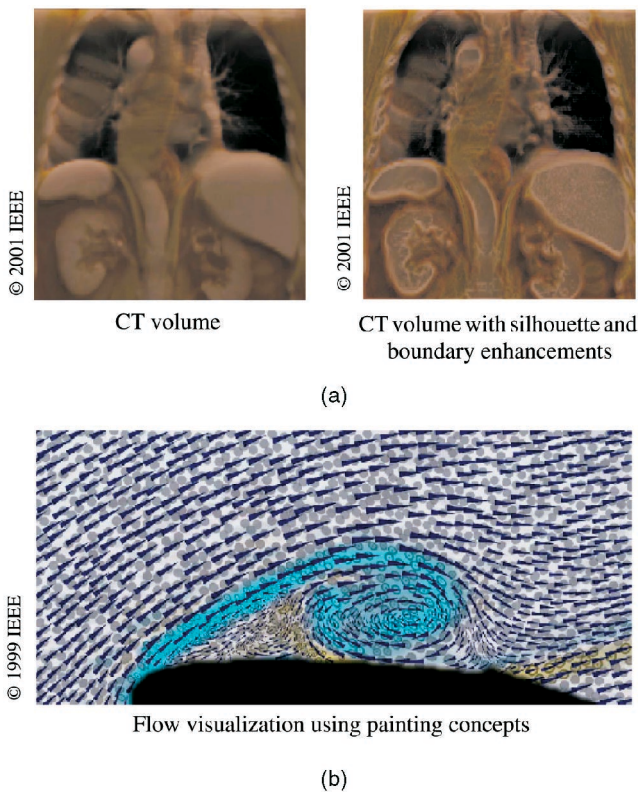 © 2001 IEEE
CT volume
© 2001 IEEE
CT volume with silhouette and
boundary enhancements
(a)
© 1999 IEEE
Flow visualization using painting concepts
(b)